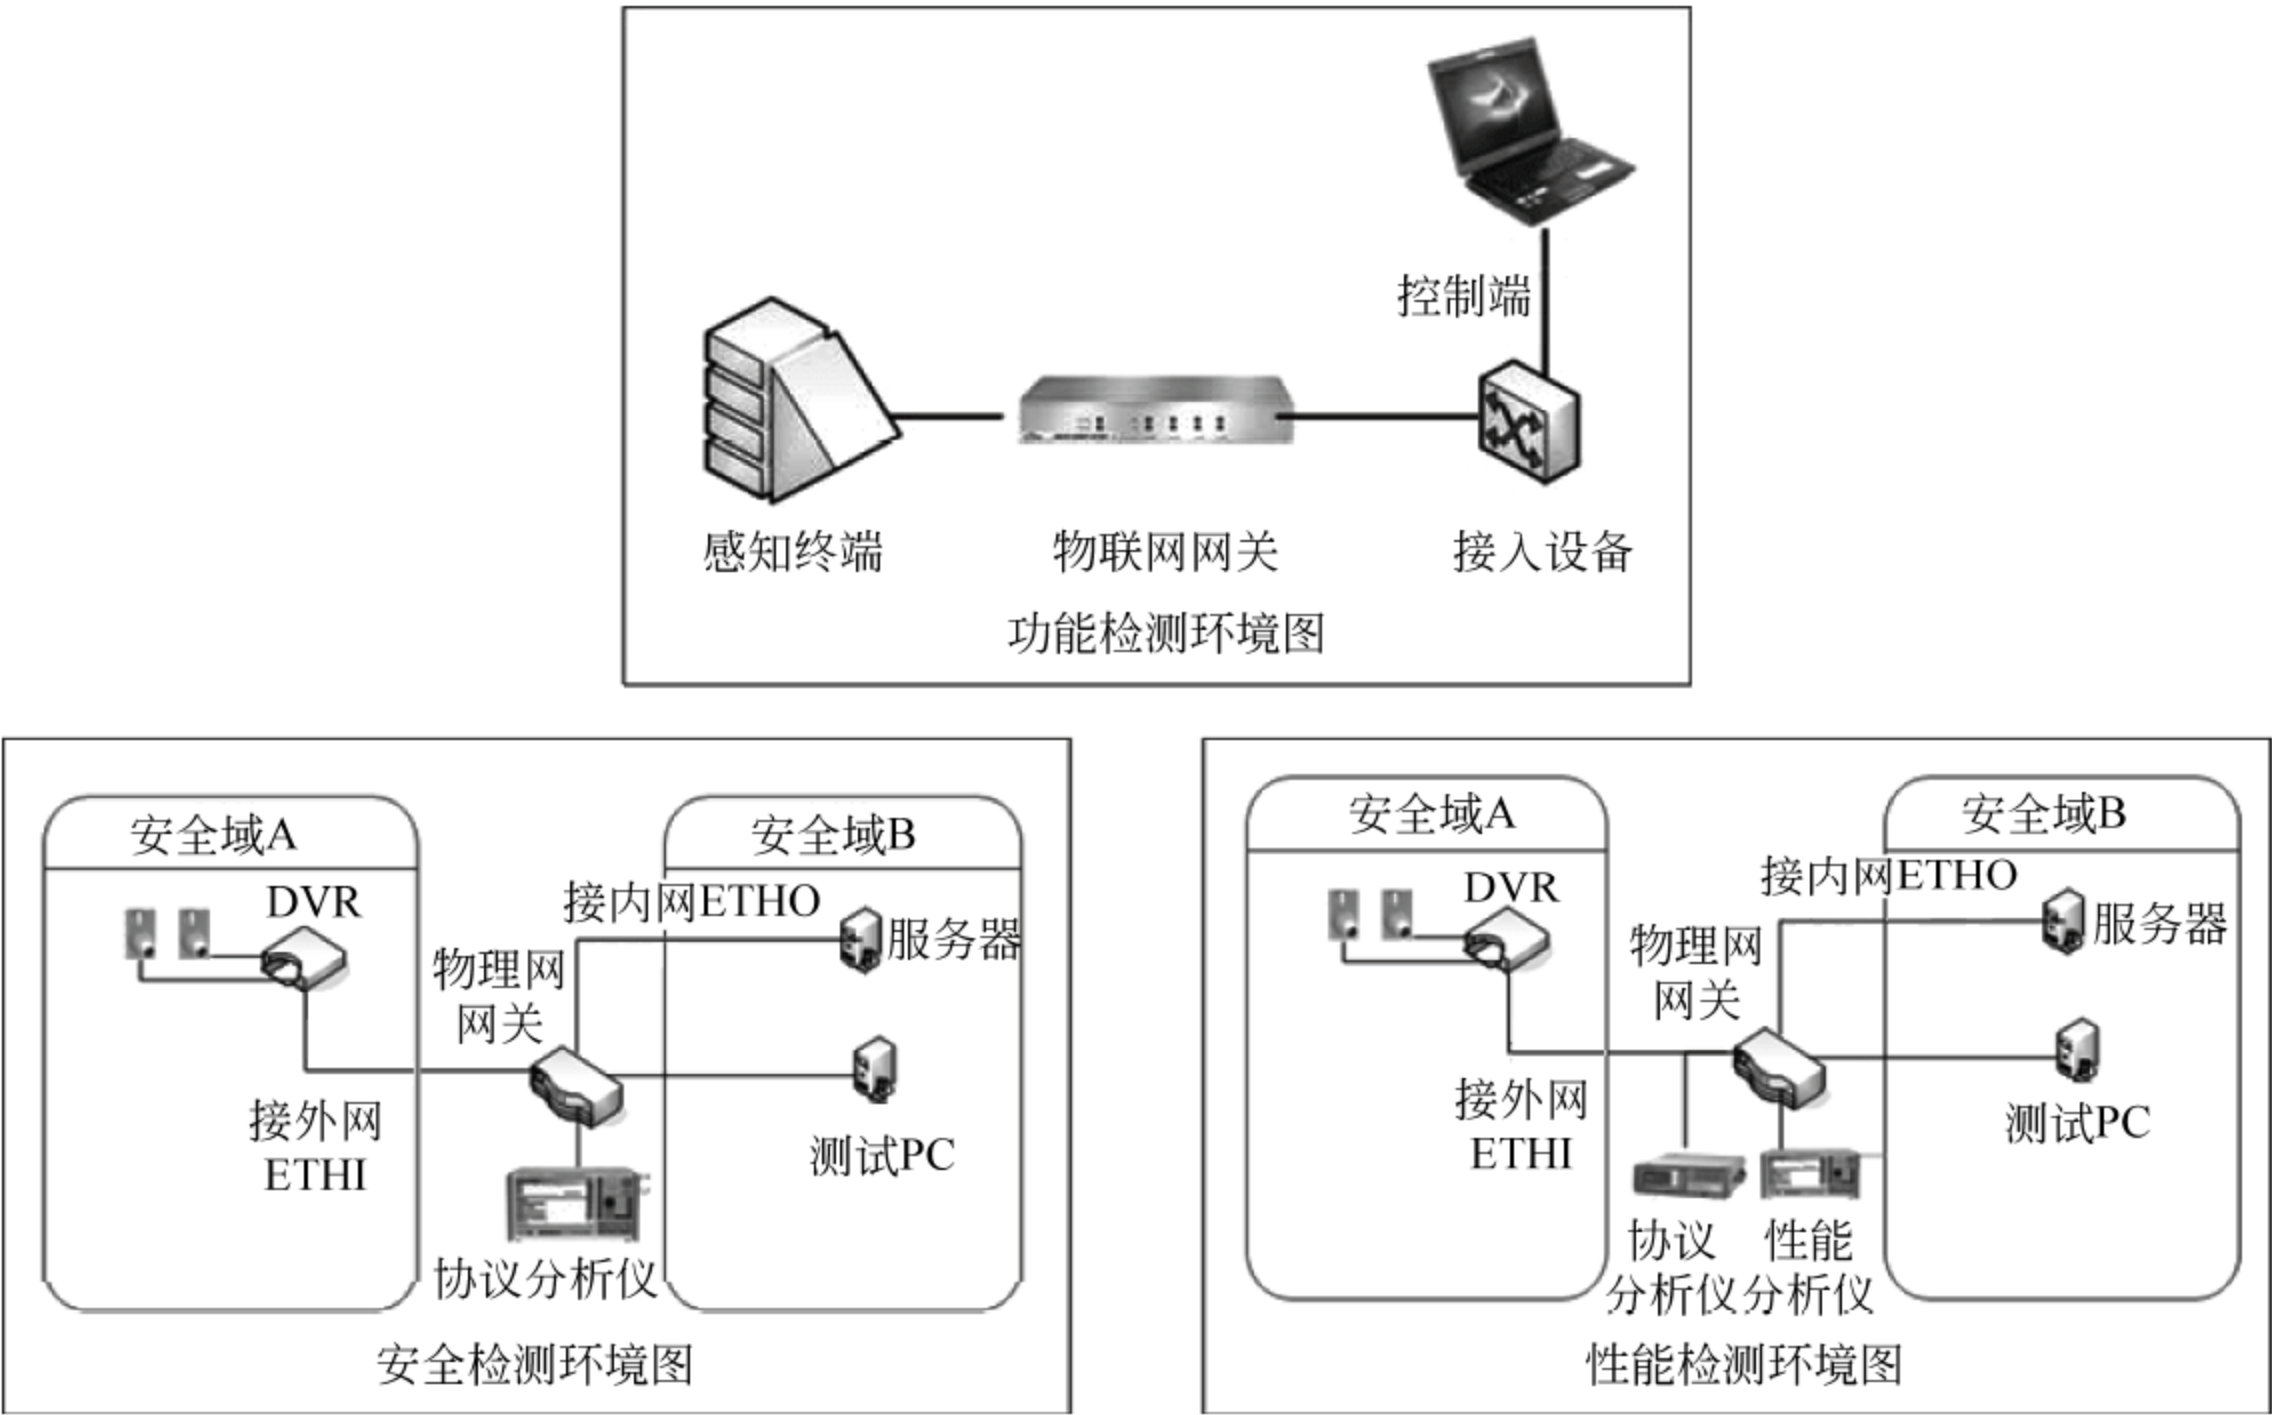 控制端
感知终端
物联网网关
接入设备
功能检测环境图
安全域A
安全域B
DVR
接内网ETHO
服务器
物理网
网关
接外网
ETHI
测试PC
协议分析仪
安全检测环境图
安全域A
安全域B
DVR
接内网ETHO
服务器
物理网
网关
接外网
ETHI
测试PC
协议
分析仪
性能
分析仪
性能检测环境图